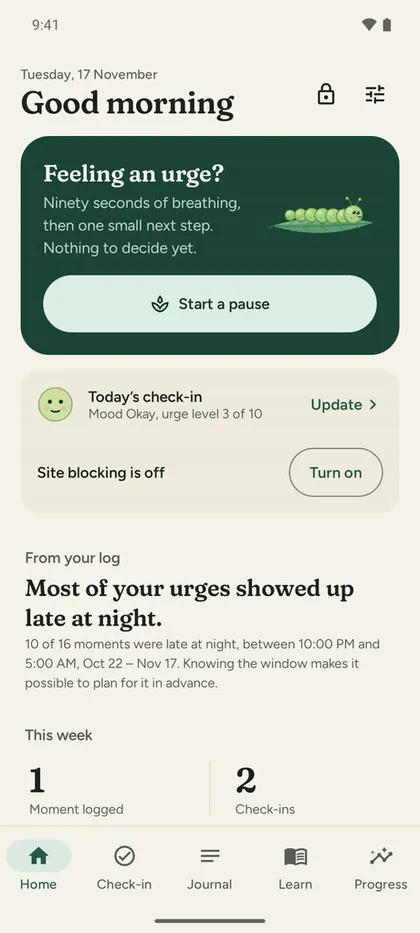 9:41
Tuesday, 17 November
Good morning
Feeling an urge?
Ninety seconds of breathing,
then one small next step.
Nothing to decide yet.
Start a pause
Today’s check-in
Mood Okay, urge level 3 of 10
Update
Site blocking is off
Turn on
From your log
Most of your urges showed up
late at night.
10 of 16 moments were late at night, between 10:00 PM and
5:00 AM, Oct 22 – Nov 17. Knowing the window makes it
possible to plan for it in advance.
This week
1
Moment logged
2
Check-ins
Home
Check-in
Journal
Learn
Progress